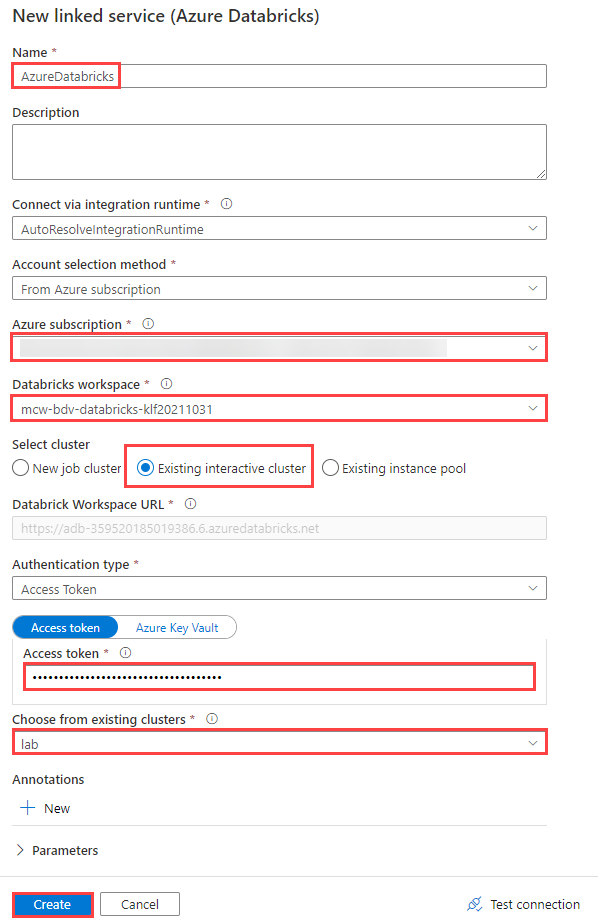 New linked service (Azure Databricks)
Name *
AzureDatabricks
Description
Connect via integration runtime *
AutoResolveIntegrationRuntime
Account selection method *
From Azure subscription
Azure subscription *
Databricks workspace *
mcw-bdv-databricks-klf20211031
Select cluster
New job cluster Existing interactive cluster Existing instance pool
Databrick Workspace URL *
https://adb-359520185019386.6.azuredatabricks.net
Authentication type *
Access Token
Access token Azure Key Vault
Access token *
••••••••••••••••••••••••••••••••••••
Choose from existing clusters *
lab
Annotations
New
Parameters
Create Cancel Test connection